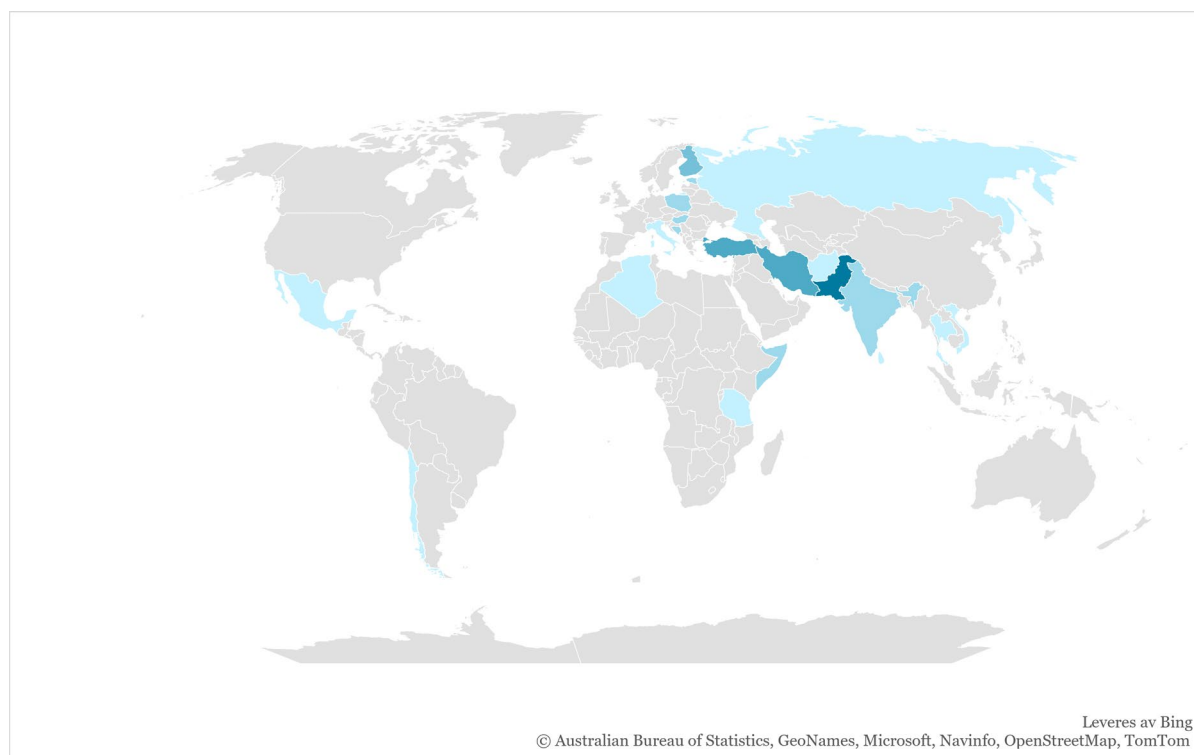 Leveres av Bing
© Australian Bureau of Statistics, GeoNames, Microsoft, Navinfo, OpenStreetMap, TomTom